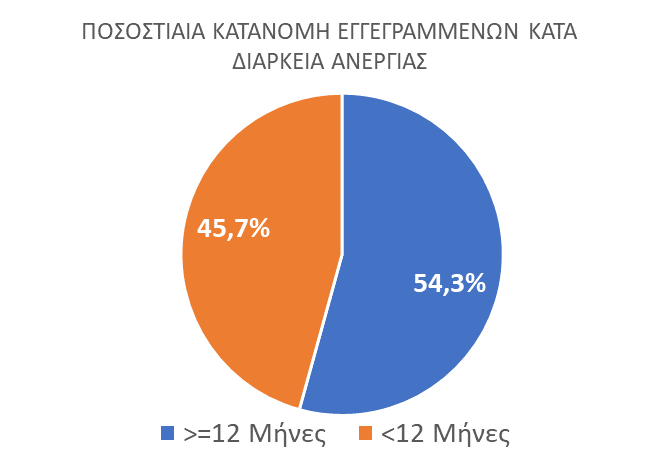 ΠΟΣΟΣΤΙΑΙΑ ΚΑΤΑΝΟΜΗ ΕΓΓΕΓΡΑΜΜΕΝΩΝ ΚΑΤΑ
ΔΙΑΡΚΕΙΑ ΑΝΕΡΓΙΑΣ
45,7%
54,3%
>=12 Μήνες
<12 Μήνες